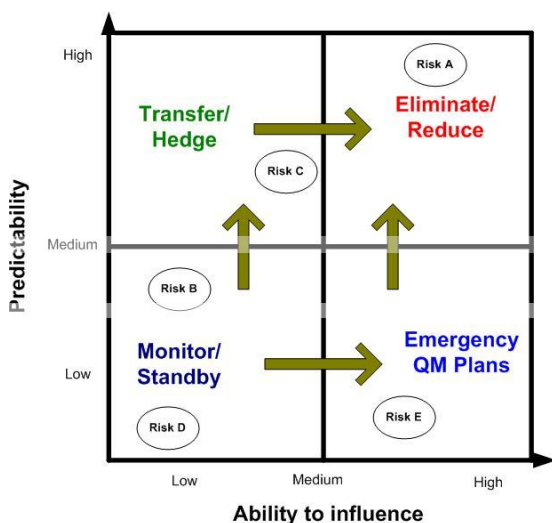 High
Risk A
Transfer/
Hedge
Eliminate/
Reduce
Risk C
Predictability
Medium
Risk B
Monitor/
Standby
Emergency
QM Plans
Low
Risk D
Risk E
Low
Medium
High
Ability to influence